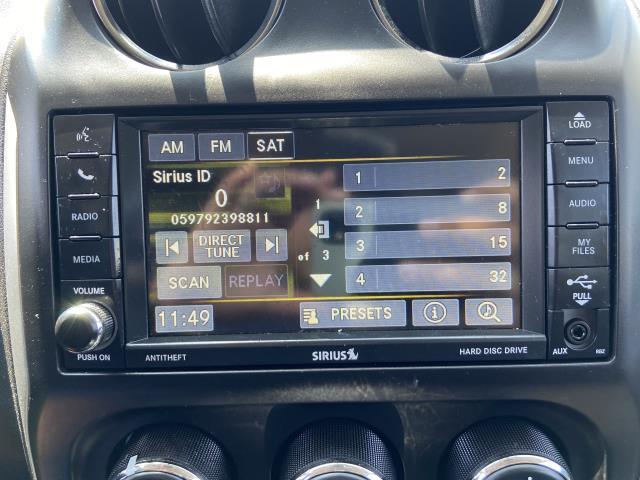 AM FM SAT
Sirius ID
0
059792398811
DIRECT
TUNE
SCAN REPLAY
11:49
1
of 3
1 2
2 8
3 15
4 32
PRESETS
RADIO
MEDIA
VOLUME
PUSH ON
ANTITHEFT
SIRIUS
HARD DISC DRIVE
LOAD
MENU
AUDIO
MY
FILES
PULL
AUX
RBZ